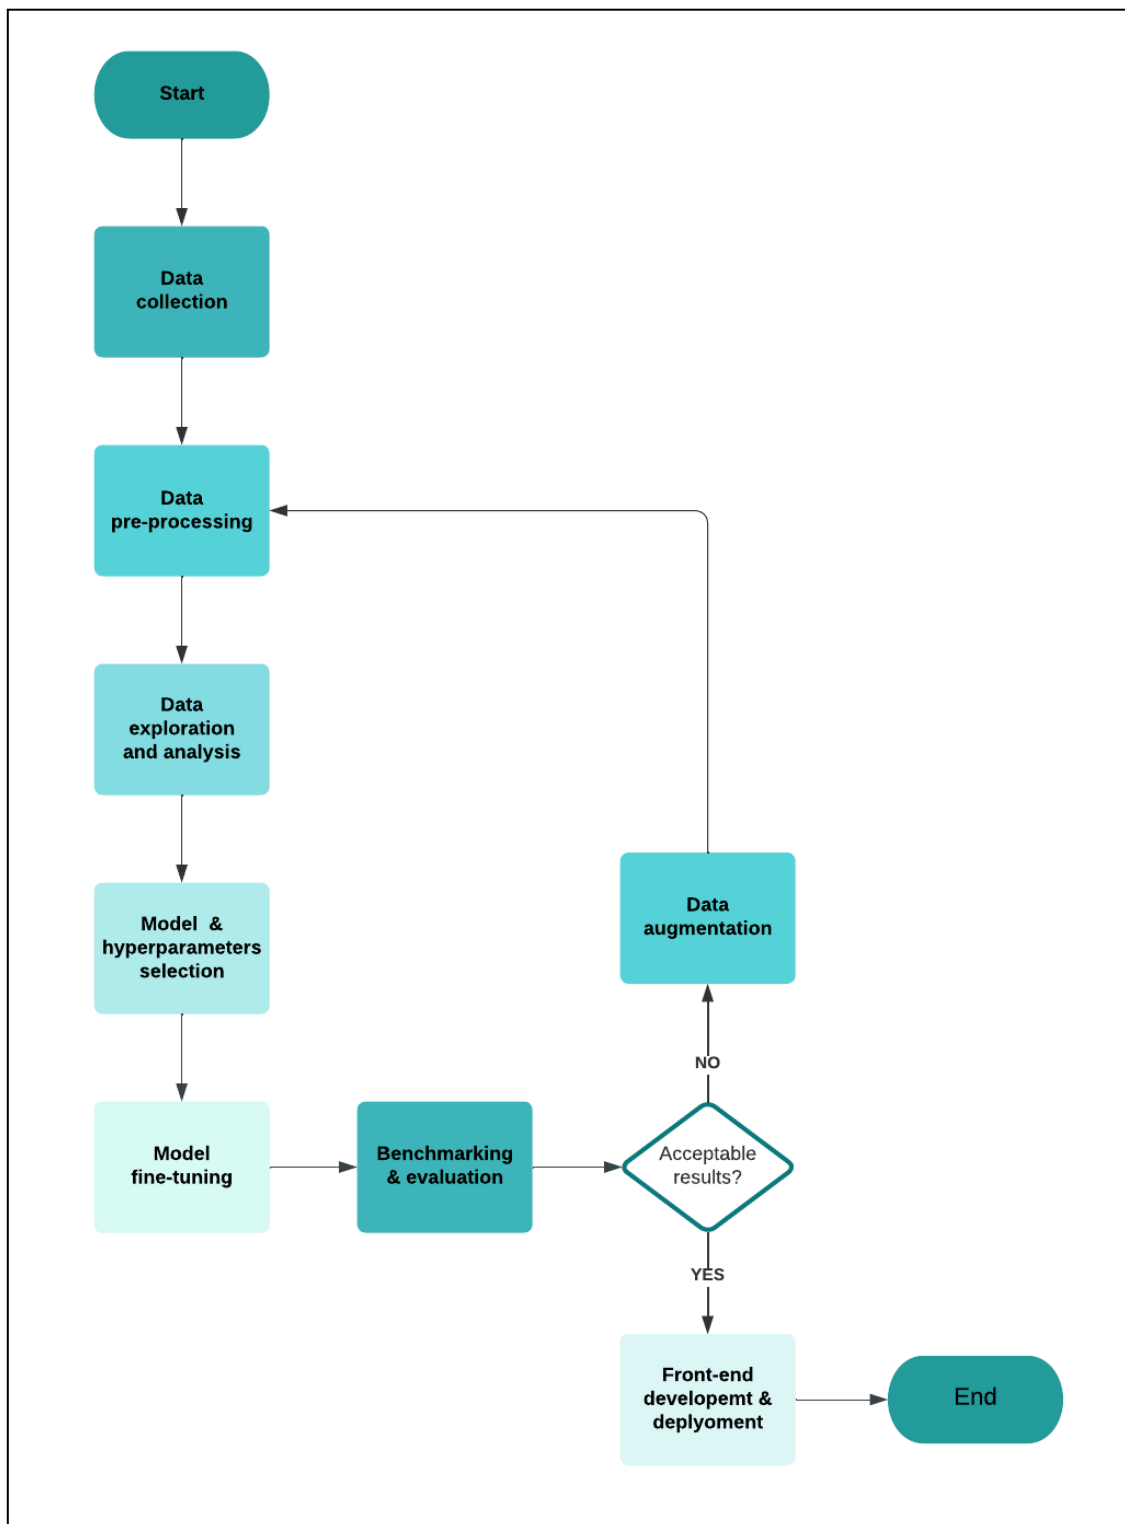 Start
Data
collection
Data
pre-processing
Data
exploration
and analysis
Model & 
hyperparameters
selection
Model
fine-tuning
Benchmarking
& evaluation
Acceptable
results?
NO
Data
augmentation
YES
Front-end
developemt &
deplyoment
End